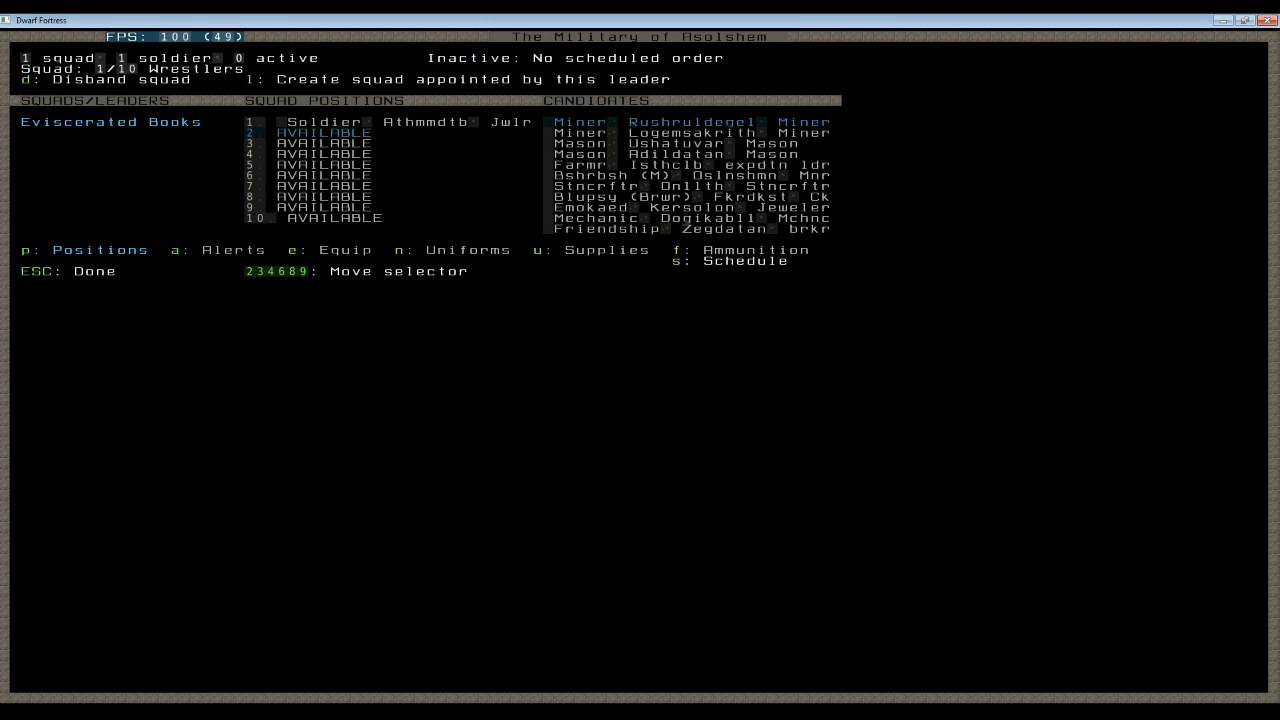 Dwarf Fortress
FPS: 100 (49)
The Military of Asolshem
1 squad 1 soldier 0 active Inactive: No scheduled order
Squad: 1/10 Wrestlers
d: Disband squad l: Create squad appointed by this leader
SQUADS/LEADERS SQUAD POSITIONS CANDIDATES
Eviscerated Books 1 Soldier Athmmdtb Jwlr Miner Rushruldegel Miner
2 AVAILABLE Miner Logemsakrith Miner
3 AVAILABLE Mason Ushatuvar Mason
4 AVAILABLE Mason Adildatan Mason
5 AVAILABLE Farmr Isthclb expdtn ldr
6 AVAILABLE Bshrbsh (M) Oslnshmn Mnr
7 AVAILABLE Stncrftr Onllth Stncrftr
8 AVAILABLE Blupsy (Brwr) Fkrdkst Ck
9 AVAILABLE Emokaed Kersolon Jeweler
10 AVAILABLE Mechanic Dogikabll Mchnc
Friendship Zegdatan brkr
p: Positions a: Alerts e: Equip n: Uniforms u: Supplies f: Ammunition
s: Schedule
ESC: Done 234689: Move selector